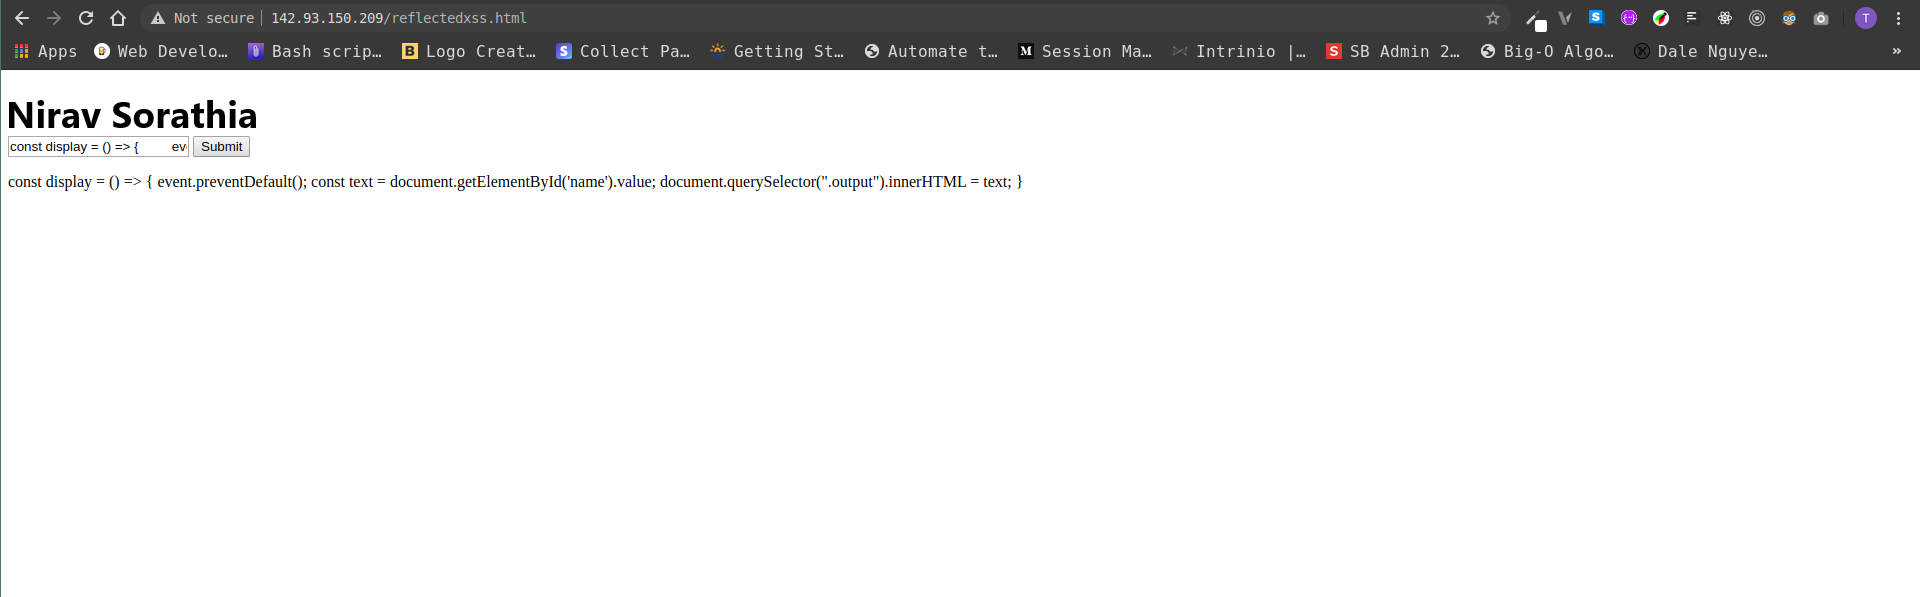 Not secure 142.93.150.209/reflectedxss.html T
Apps Web Develo… Bash scrip… B Logo Creat… S Collect Pa… Getting St… Automate t… M Session Ma… Intrinio |… S SB Admin 2… Big-O Algo… Dale Nguye… »
Nirav Sorathia
const display = () => { eve Submit
const display = () => { event.preventDefault(); const text = document.getElementById('name').value; document.querySelector(".output").innerHTML = text; }